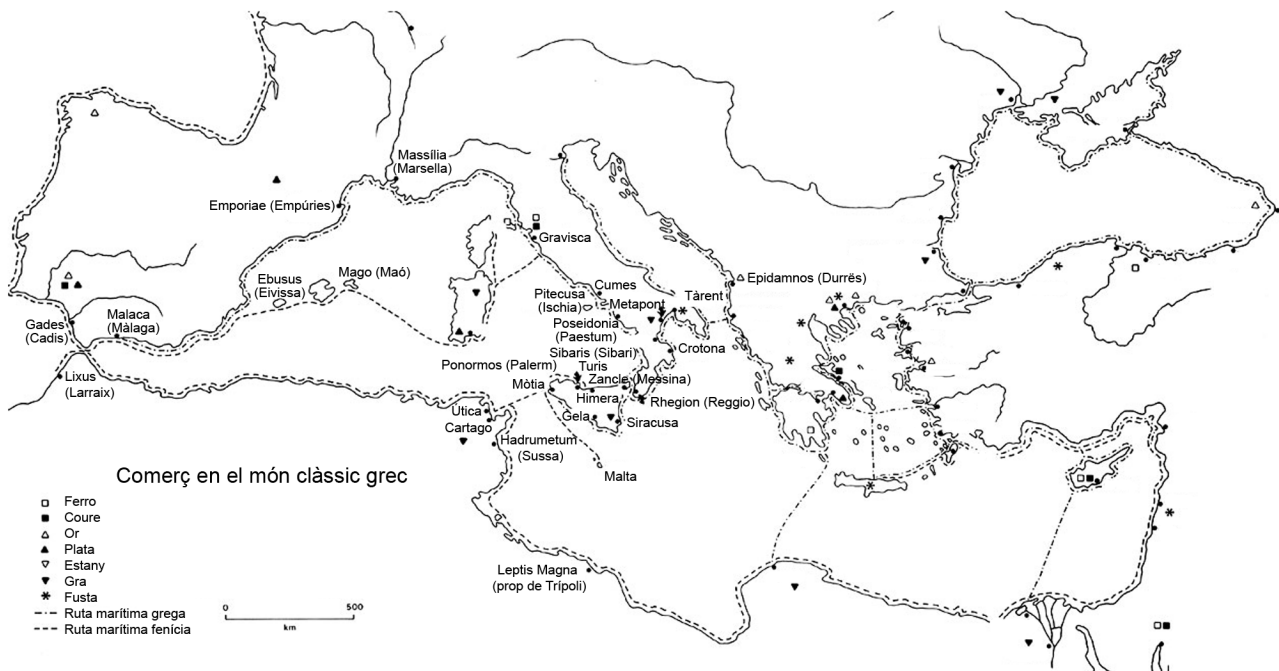 Massília
(Marsella)
Emporiae (Empúries)
Gravisca
Epidamnos (Durrës)
Ebusus
(Eivissa)
Mago (Maó)
Cumes
Pitecusa
(Ischia)
Metapont
Tàrent
Gades
(Cadis)
Malaca
(Màlaga)
Poseidonia
(Paestum)
Crotona
Sibaris (Sibari)
Ponormos (Palerm)
Turis
Zancle (Messina)
Lixus
(Larraix)
Mòtia
Himera
Rhegion (Reggio)
Útica
Cartago
Gela
Siracusa
Hadrumetum
(Sussa)
Malta
Comerç en el món clàssic grec
Ferro
Coure
Or
Plata
Estany
Gra
Fusta
Ruta marítima grega
Ruta marítima fenícia
0 500
km
Leptis Magna
(prop de Trípoli)